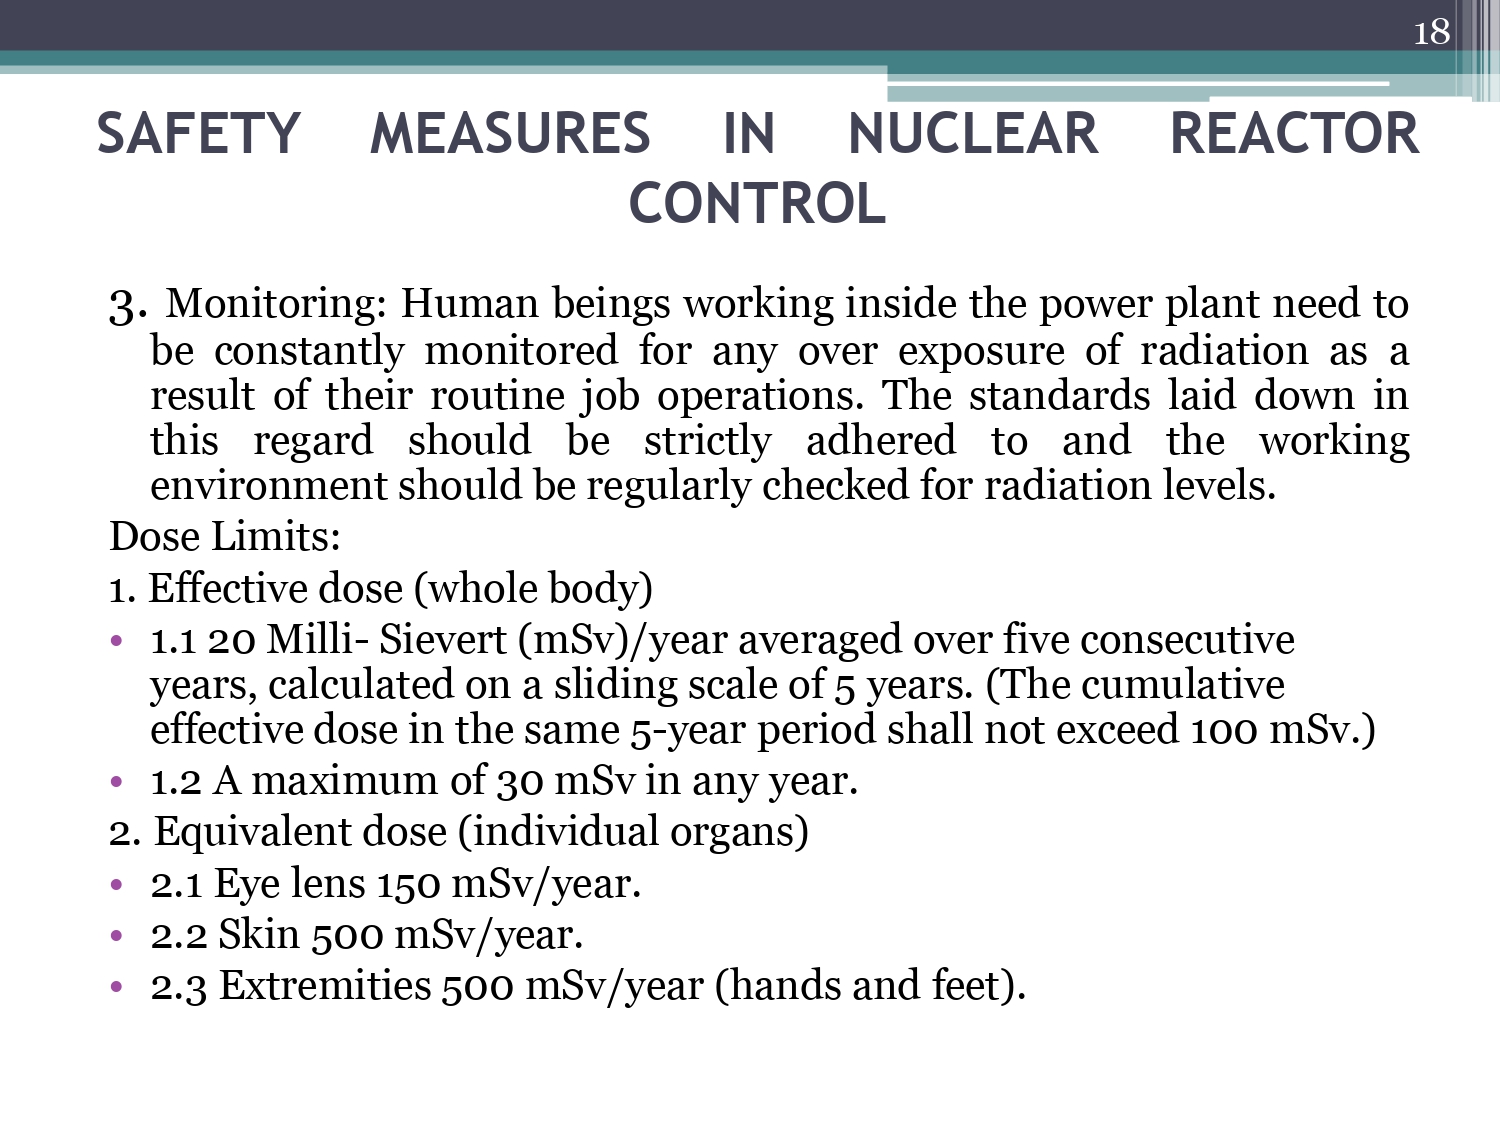 18
SAFETY MEASURES IN NUCLEAR REACTOR
CONTROL
3. Monitoring: Human beings working inside the power plant need to
be constantly monitored for any over exposure of radiation as a
result of their routine job operations. The standards laid down in
this regard should be strictly adhered to and the working
environment should be regularly checked for radiation levels.
Dose Limits:
1. Effective dose (whole body)
• 1.1 20 Milli- Sievert (mSv)/year averaged over five consecutive
years, calculated on a sliding scale of 5 years. (The cumulative
effective dose in the same 5-year period shall not exceed 100 mSv.)
• 1.2 A maximum of 30 mSv in any year.
2. Equivalent dose (individual organs)
• 2.1 Eye lens 150 mSv/year.
• 2.2 Skin 500 mSv/year.
• 2.3 Extremities 500 mSv/year (hands and feet).